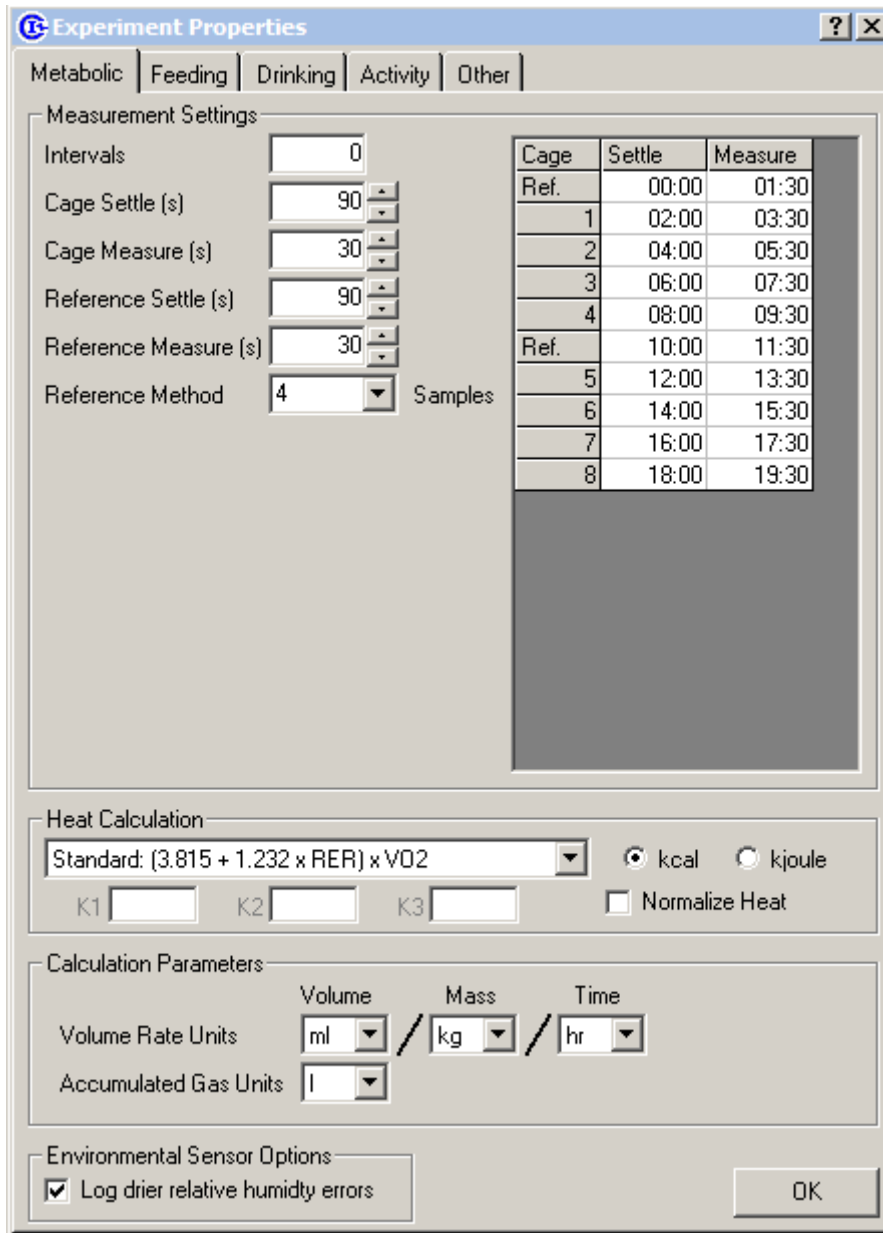 Experiment Properties
Metabolic Feeding Drinking Activity Other
Measurement Settings
Intervals 0
Cage Settle (s) 90
Cage Measure (s) 30
Reference Settle (s) 90
Reference Measure (s) 30
Reference Method 4 Samples
Cage Settle Measure
Ref. 00:00 01:30
1 02:00 03:30
2 04:00 05:30
3 06:00 07:30
4 08:00 09:30
Ref. 10:00 11:30
5 12:00 13:30
6 14:00 15:30
7 16:00 17:30
8 18:00 19:30
Heat Calculation
Standard: (3.815 + 1.232 x RER) x VO2 kcal kjoule
K1 K2 K3 Normalize Heat
Calculation Parameters
Volume Mass Time
Volume Rate Units ml / kg / hr
Accumulated Gas Units l
Environmental Sensor Options
Log drier relative humidty errors
OK